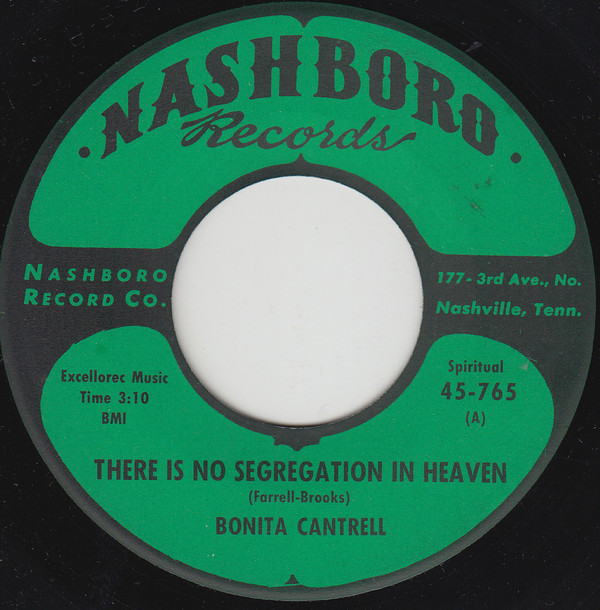 · NASHBORO ·
Records
NASHBORO
RECORD CO.
177-3rd Ave., No.
Nashville, Tenn.
Excellorec Music
Time 3:10
BMI
Spiritual
45-765
(A)
THERE IS NO SEGREGATION IN HEAVEN
(Farrell-Brooks)
BONITA CANTRELL